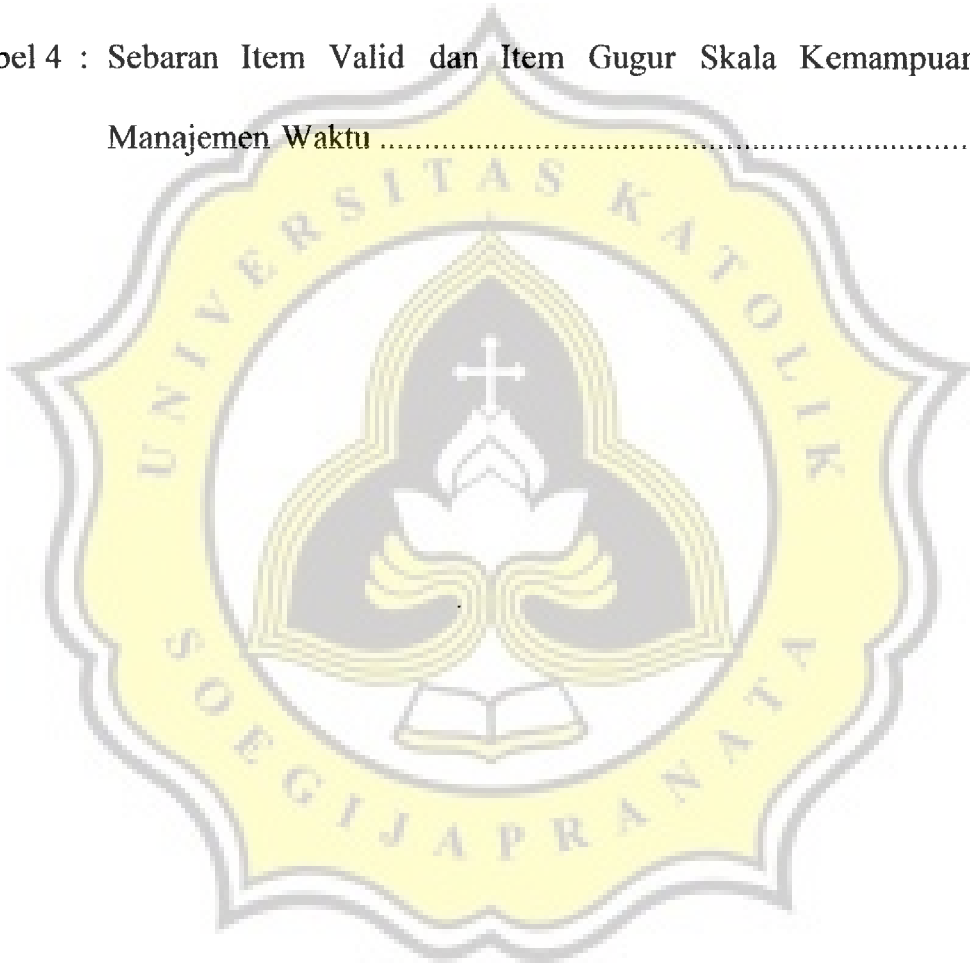 bel 4 : Sebaran Item Valid dan Item Gugur Skala Kemampuan
Manajemen Waktu ..................................................................
UNIVERSITAS KATOLIK
SOEGIJAPRANATA